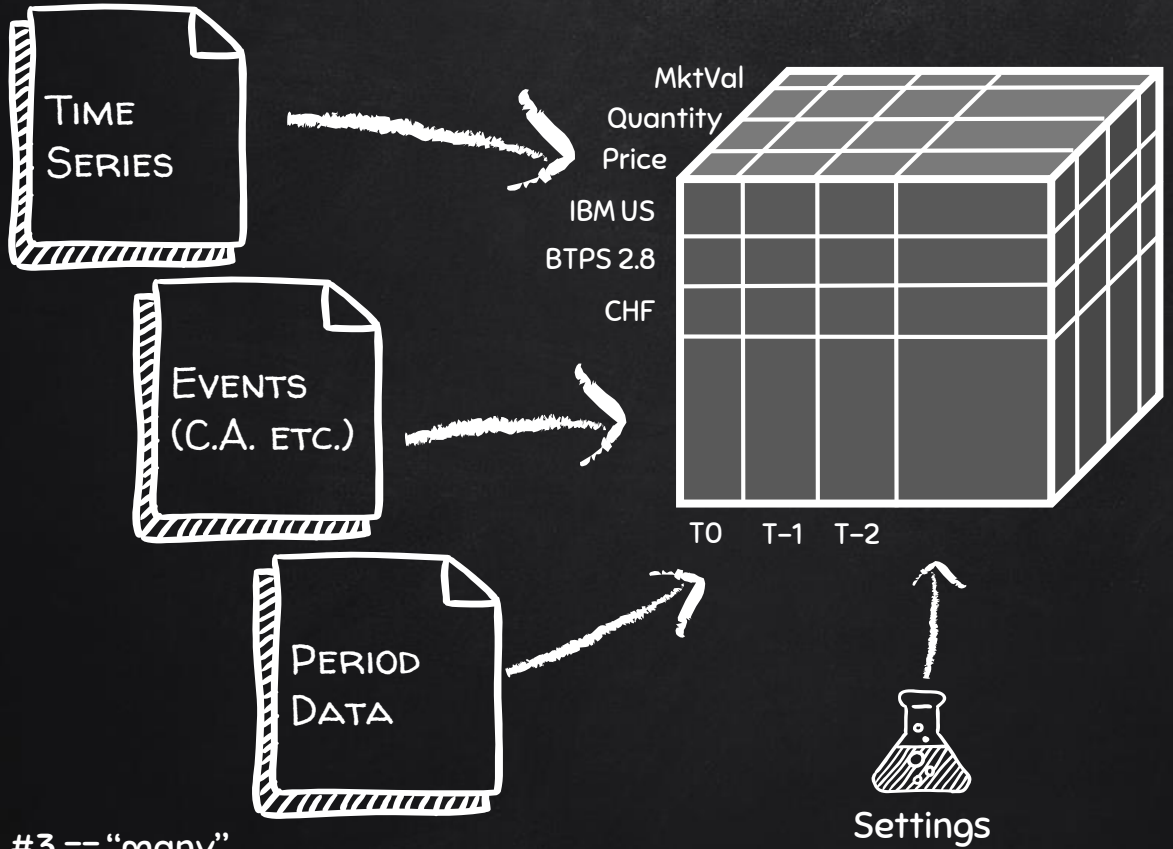 TIME
SERIES
MktVal
Quantity
Price
IBM US
BTPS 2.8
CHF
EVENTS
(C.A. ETC.)
T0 T-1 T-2
PERIOD
DATA
Settings
#3 == “many”